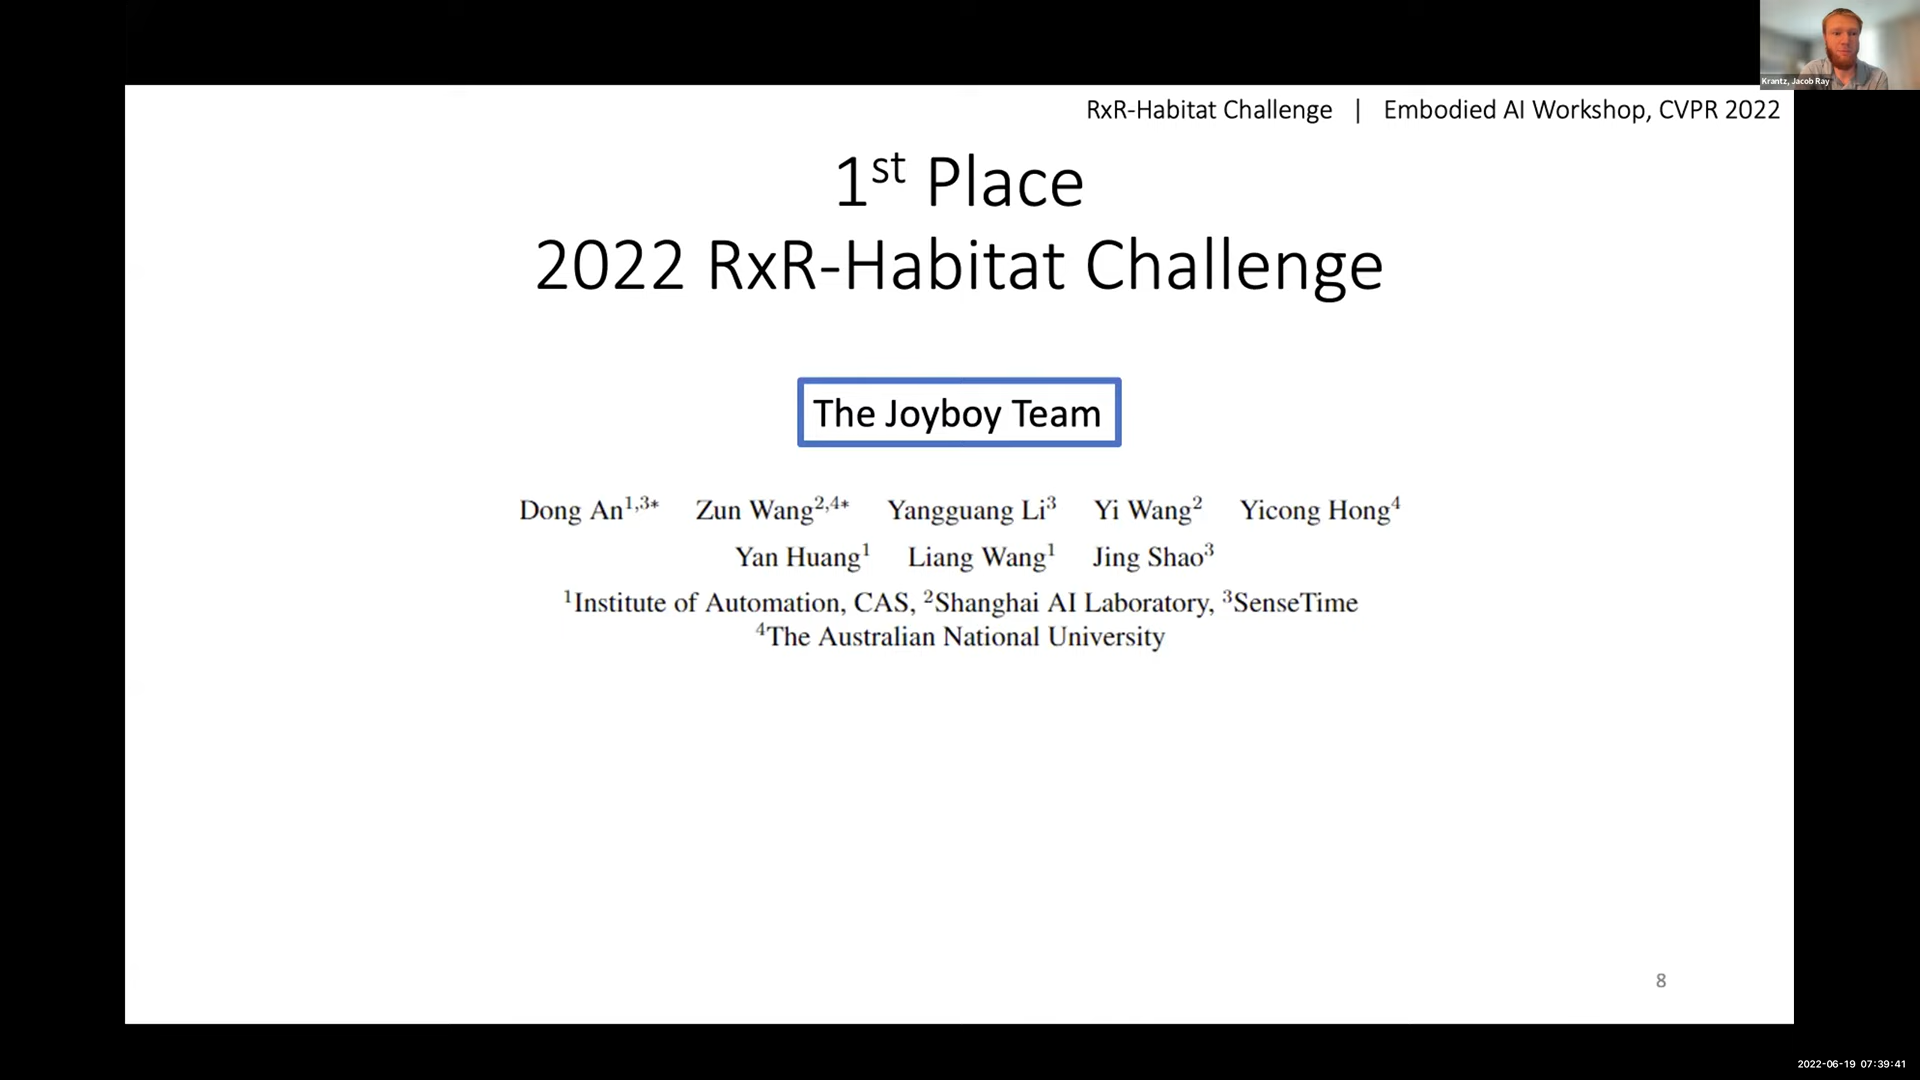 Krantz, Jacob Ray
RxR-Habitat Challenge | Embodied AI Workshop, CVPR 2022
1st Place
2022 RxR-Habitat Challenge
The Joyboy Team
Dong An1,3* Zun Wang2,4* Yangguang Li3 Yi Wang2 Yicong Hong4
Yan Huang1 Liang Wang1 Jing Shao3
1Institute of Automation, CAS, 2Shanghai AI Laboratory, 3SenseTime
4The Australian National University
8
2022-06-19 07:39:41